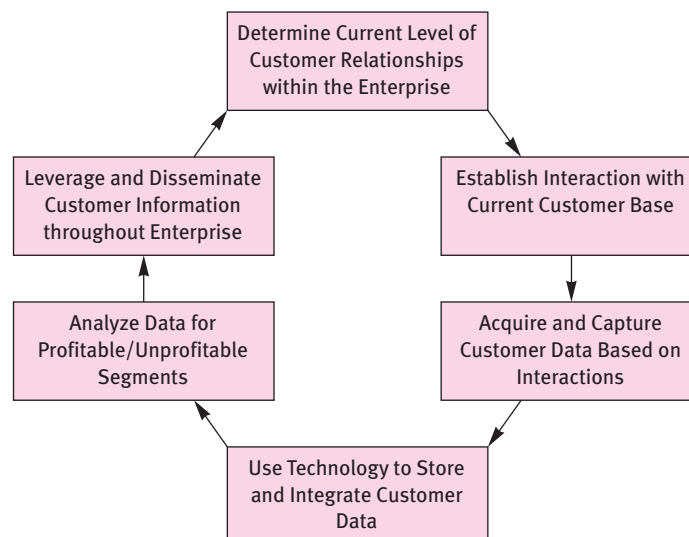 Determine Current Level of
Customer Relationships
within the Enterprise
Establish Interaction with
Current Customer Base
Acquire and Capture
Customer Data Based on
Interactions
Use Technology to Store
and Integrate Customer
Data
Analyze Data for
Profitable/Unprofitable
Segments
Leverage and Disseminate
Customer Information
throughout Enterprise